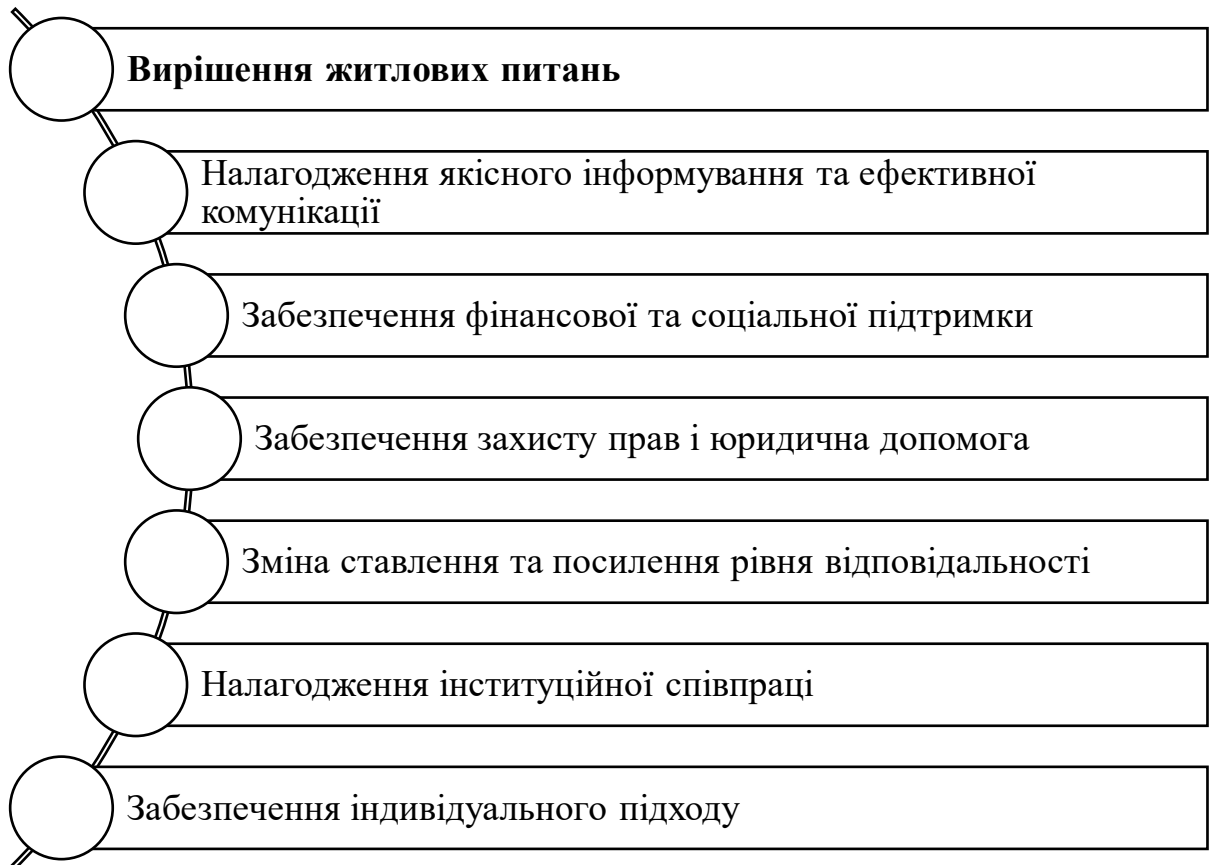 Вирішення житлових питань
Налагодження якісного інформування та ефективної
комунікації
Забезпечення фінансової та соціальної підтримки
Забезпечення захисту прав і юридична допомога
Зміна ставлення та посилення рівня відповідальності
Налагодження інституційної співпраці
Забезпечення індивідуального підходу